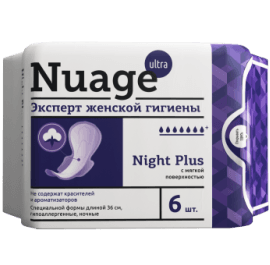 Nuage
ultra
Эксперт женской гигиены
Night Plus
с мягкой
поверхностью
Не содержат красителей
и ароматизаторов
Специальной формы длиной 36 см,
гипоаллергенные, ночные
6 шт.